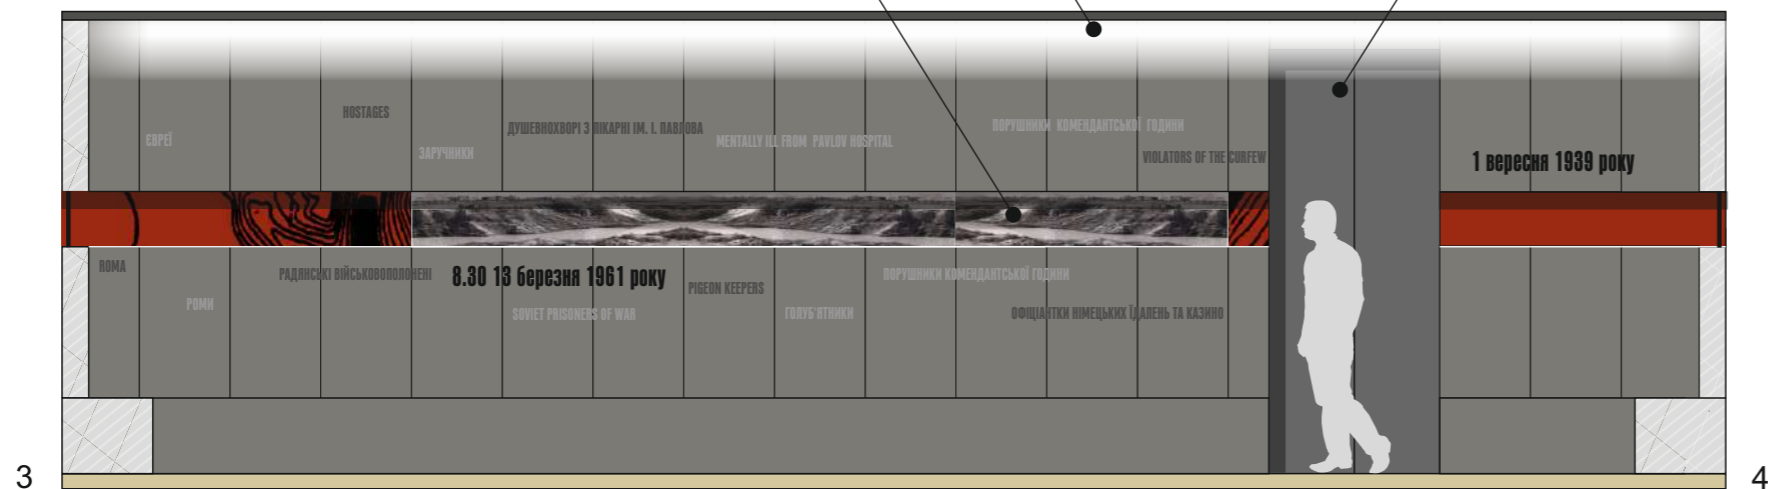 HOSTAGES
ЄВРЕЇ
ЗАРУЧНИКИ
ДУШЕВНОХВОРІ З ЛІКАРНІ ІМ. І. ПАВЛОВА
MENTALLY ILL FROM PAVLOV HOSPITAL
ПОРУШНИКИ КОМЕНДАНТСЬКОЇ ГОДИНИ
VIOLATORS OF THE CURFEW
1 вересня 1939 року
ROMA
РОМИ
РАДЯНСЬКІ ВІЙСЬКОВОПОЛОНЕНІ
8.30 13 березня 1961 року
SOVIET PRISONERS OF WAR
PIGEON KEEPERS
ГОЛУБ'ЯТНИКИ
ПОРУШНИКИ КОМЕНДАНТСЬКОЇ ГОДИНИ
ОФІЦІАНТКИ НІМЕЦЬКИХ ЇДАЛЕНЬ ТА КАЗИНО
3
4